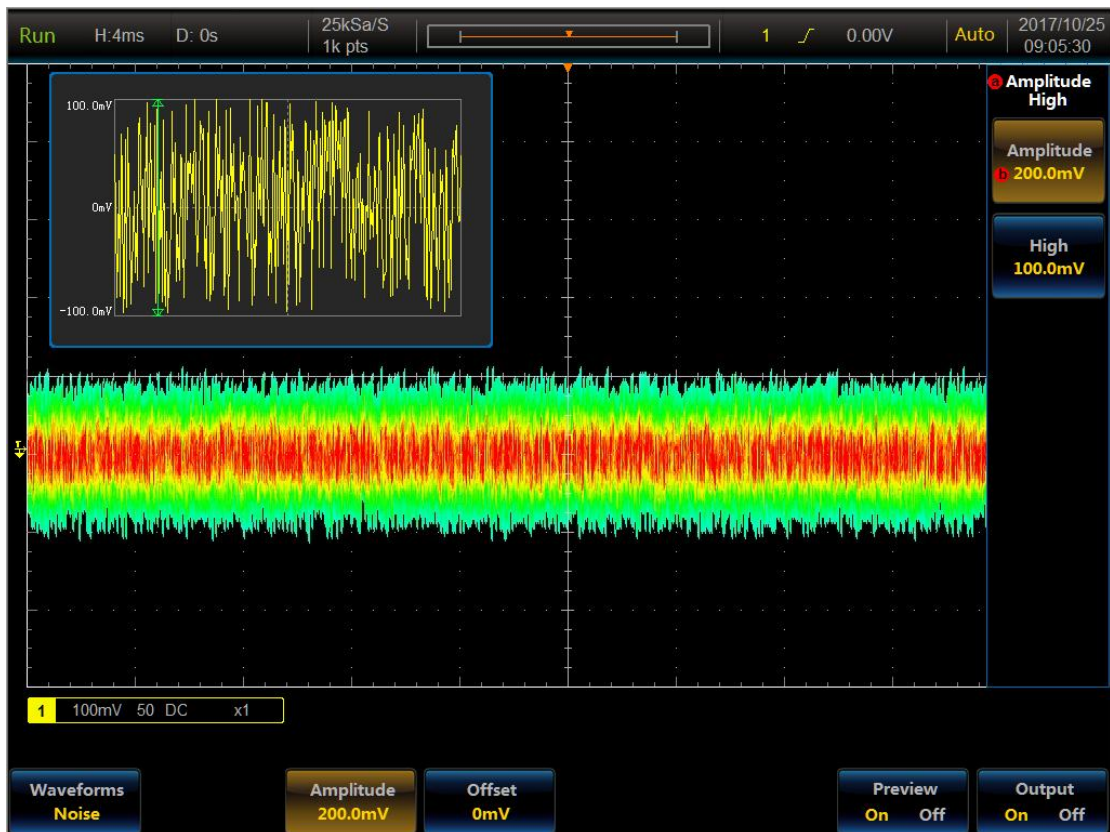 Run H:4ms D: 0s 25kSa/S 1 0.00V Auto 2017/10/25
1k pts 09:05:30
a Amplitude
High
Amplitude
b 200.0mV
High
100.0mV
100.0mV
0mV
-100.0mV
T
1 100mV 50 DC x1
Waveforms Amplitude Offset Preview Output
Noise 200.0mV 0mV On Off On Off